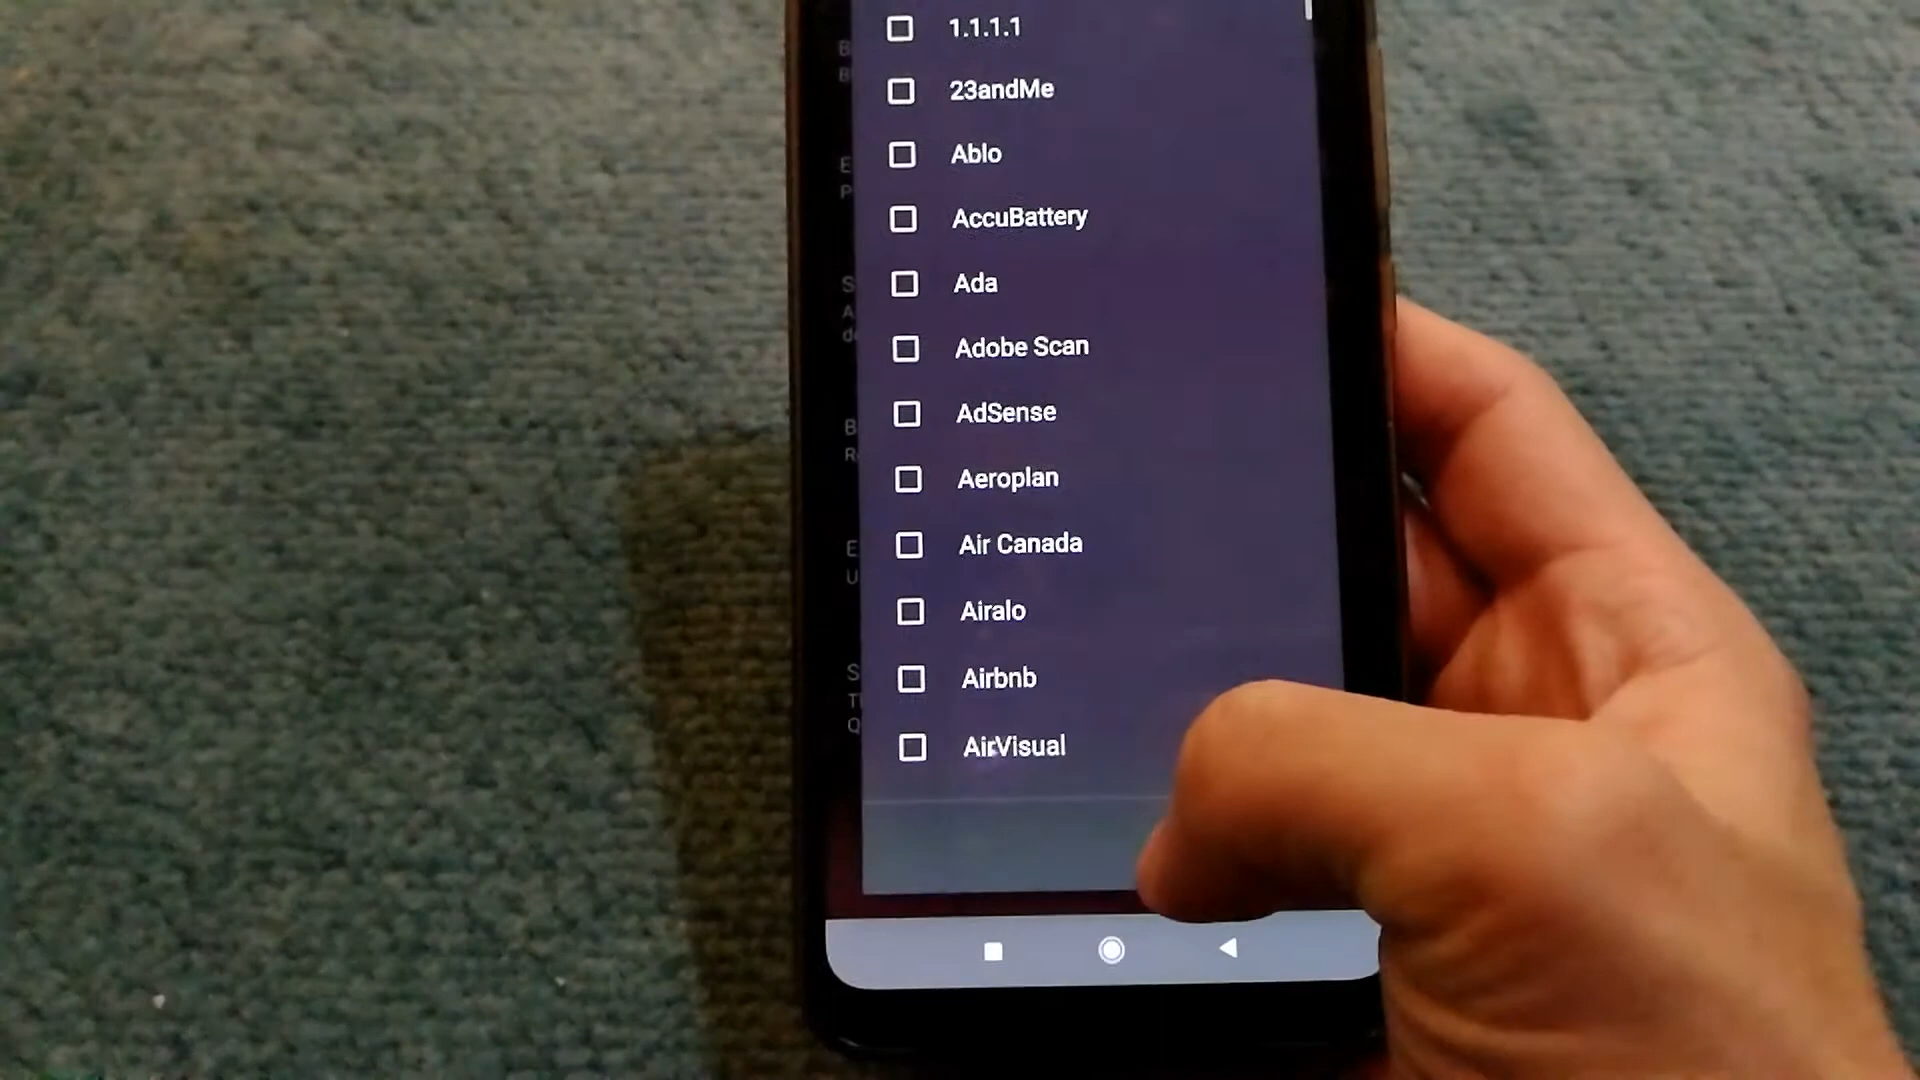 1.1.1.1
23andMe
Ablo
AccuBattery
Ada
Adobe Scan
AdSense
Aeroplan
Air Canada
Airalo
Airbnb
AirVisual